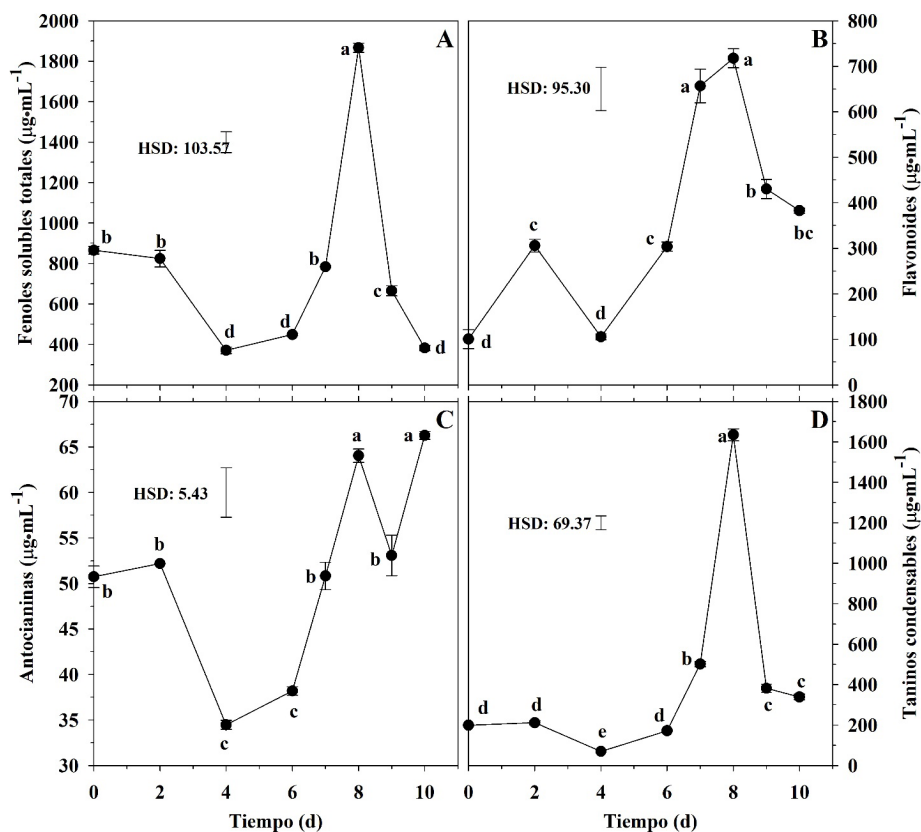 A
Fenoles solubles totales (µg•mL⁻¹)
2000
1800
1600
1400
1200
1000
800
600
400
200
HSD: 103.57
b
b
d
d
b
a
c
d
B
Flavonoides (µg•mL⁻¹)
800
700
600
500
400
300
200
100
0
HSD: 95.30
d
c
d
c
a
a
b
bc
C
Antocianinas (µg•mL⁻¹)
70
65
60
55
50
45
40
35
30
HSD: 5.43
b
b
c
c
b
a
b
a
0 2 4 6 8 10
Tiempo (d)
D
Taninos condensables (µg•mL⁻¹)
1800
1600
1400
1200
1000
800
600
400
200
0
HSD: 69.37
d
d
e
d
b
a
c
c
0 2 4 6 8 10
Tiempo (d)